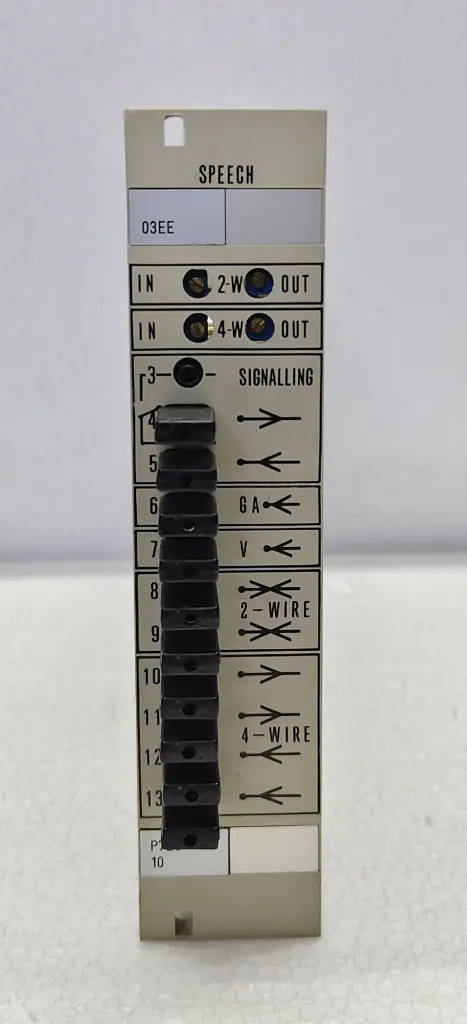 SPEECH
03EE
IN 2-W OUT
IN 4-W OUT
3 SIGNALLING
4
5
6 GA
7 V
8
2-WIRE
9
10
11
4-WIRE
12
13
10